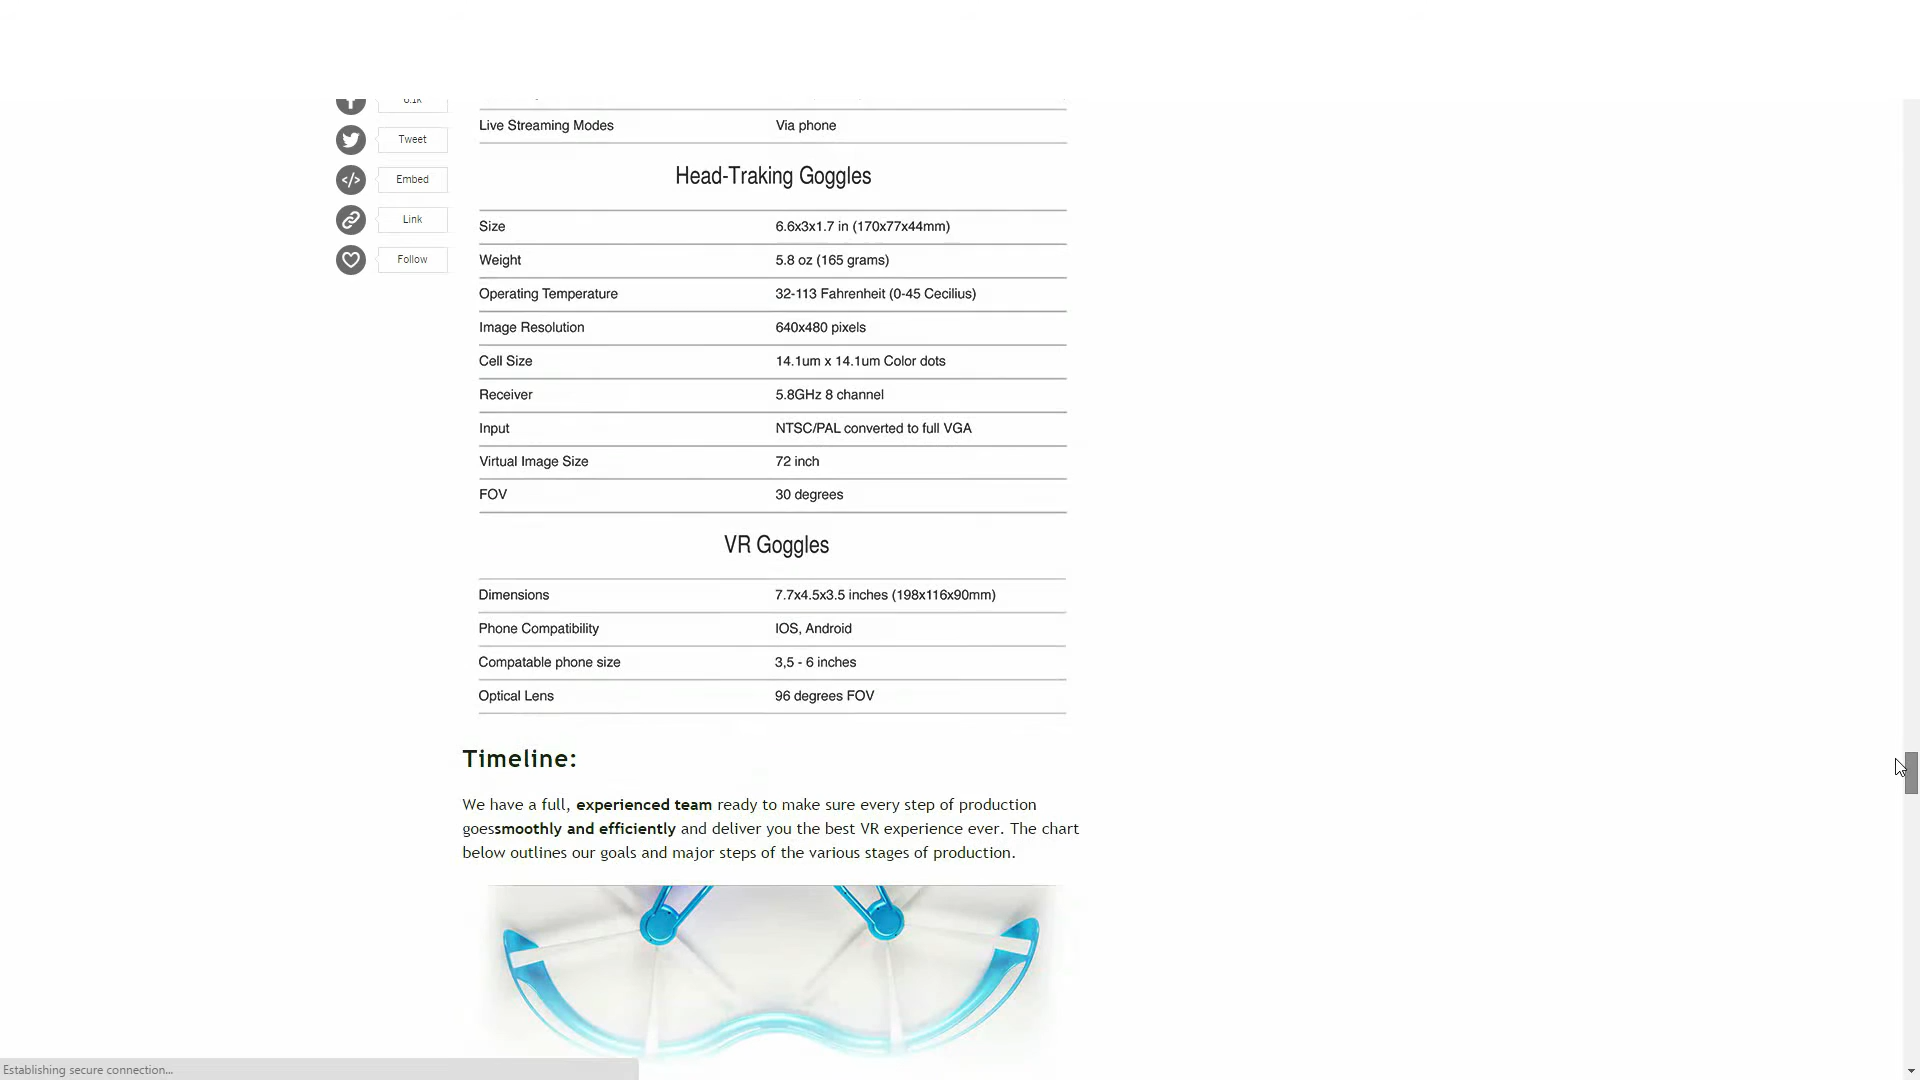 Live Streaming Modes Via phone
Tweet
Head-Traking Goggles
Embed
Link
Size 6.6x3x1.7 in (170x77x44mm)
Follow
Weight 5.8 oz (165 grams)
Operating Temperature 32-113 Fahrenheit (0-45 Cecilius)
Image Resolution 640x480 pixels
Cell Size 14.1um x 14.1um Color dots
Receiver 5.8GHz 8 channel
Input NTSC/PAL converted to full VGA
Virtual Image Size 72 inch
FOV 30 degrees
VR Goggles
Dimensions 7.7x4.5x3.5 inches (198x116x90mm)
Phone Compatibility IOS, Android
Compatable phone size 3,5 - 6 inches
Optical Lens 96 degrees FOV
Timeline:
We have a full, experienced team ready to make sure every step of production
goessmoothly and efficiently and deliver you the best VR experience ever. The chart
below outlines our goals and major steps of the various stages of production.
Establishing secure connection...